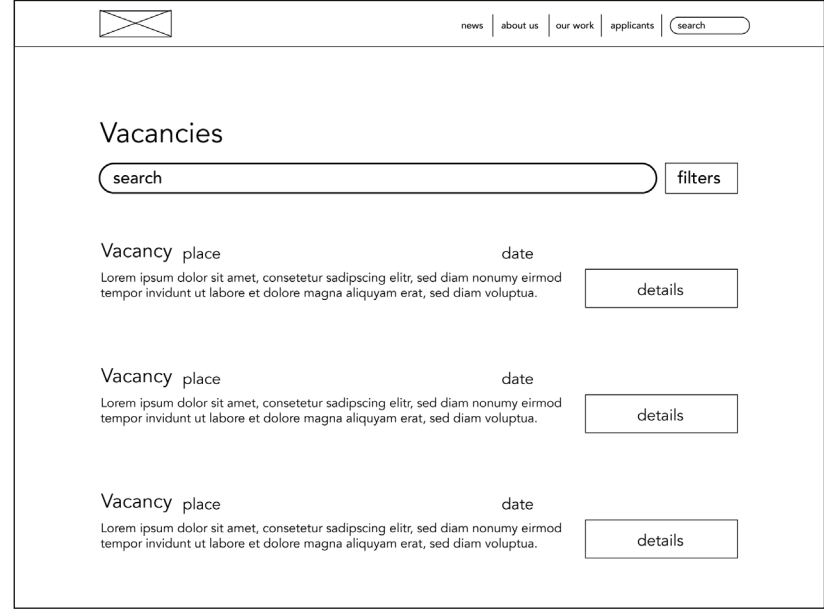 news about us our work applicants search
Vacancies
search filters
Vacancy place date
Lorem ipsum dolor sit amet, consetetur sadipscing elitr, sed diam nonumy eirmod
tempor invidunt ut labore et dolore magna aliquyam erat, sed diam voluptua.
details
Vacancy place date
Lorem ipsum dolor sit amet, consetetur sadipscing elitr, sed diam nonumy eirmod
tempor invidunt ut labore et dolore magna aliquyam erat, sed diam voluptua.
details
Vacancy place date
Lorem ipsum dolor sit amet, consetetur sadipscing elitr, sed diam nonumy eirmod
tempor invidunt ut labore et dolore magna aliquyam erat, sed diam voluptua.
details